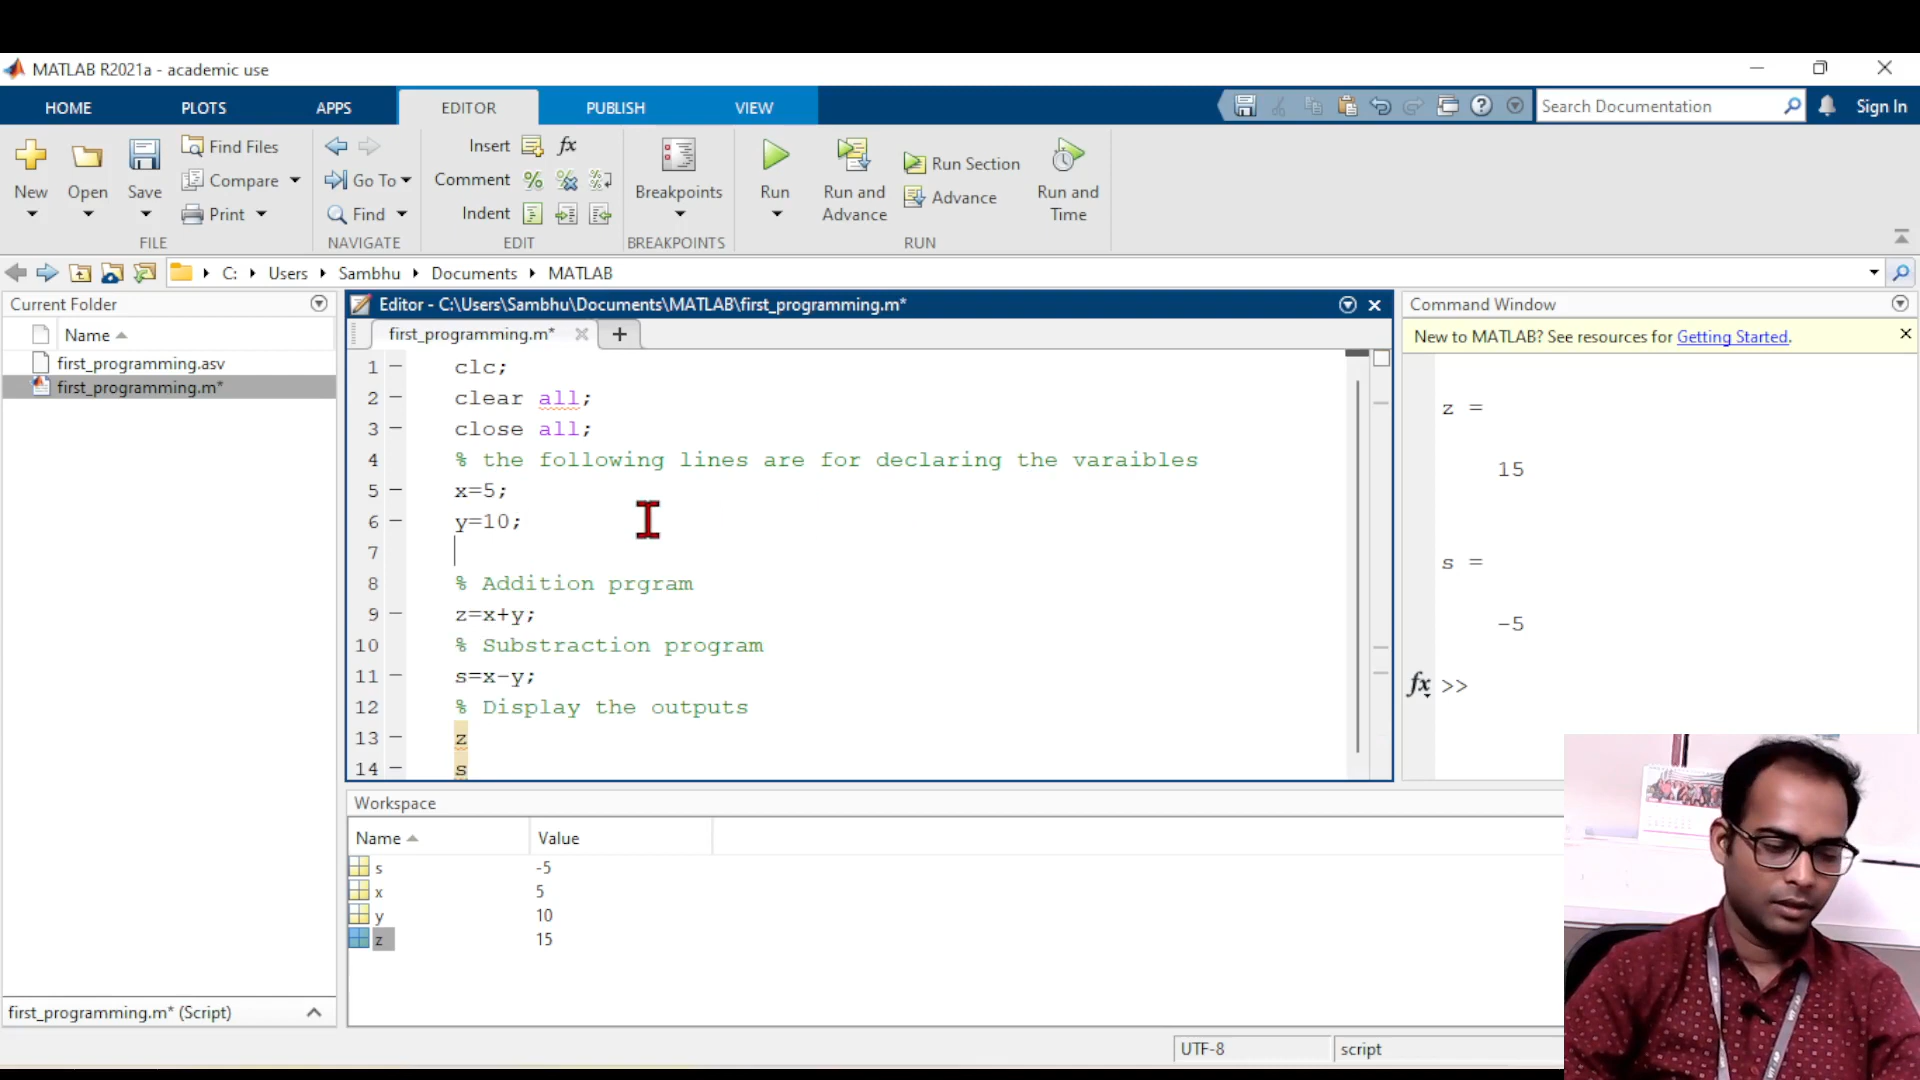 MATLAB R2021a - academic use
HOME PLOTS APPS EDITOR PUBLISH VIEW Search Documentation Sign In
New Open Save Find Files Compare Print
FILE
Go To Find
NAVIGATE
Insert fx
Comment
Indent
EDIT
Breakpoints
BREAKPOINTS
Run Run and Advance Run Section Advance Run and Time
RUN
C: Users Sambhu Documents MATLAB
Current Folder
Name
first_programming.asv
first_programming.m*
Editor - C:\Users\Sambhu\Documents\MATLAB\first_programming.m*
first_programming.m* +
1 clc;
2 clear all;
3 close all;
4 % the following lines are for declaring the varaibles
5 x=5;
6 y=10;
7
8 % Addition prgram
9 z=x+y;
10 % Substraction program
11 s=x-y;
12 % Display the outputs
13 z
14 s
Command Window
New to MATLAB? See resources for Getting Started.
z =
15
s =
-5
fx >>
Workspace
Name Value
s -5
x 5
y 10
z 15
first_programming.m* (Script)
UTF-8 script